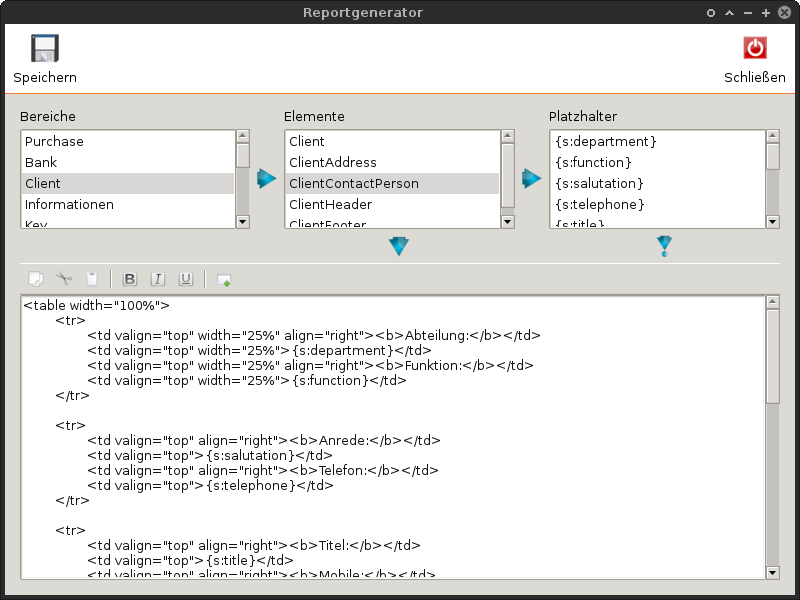 Reportgenerator
Speichern
Schließen
Bereiche
Elemente
Platzhalter
Purchase
Bank
Client
Informationen
Key
Client
ClientAddress
ClientContactPerson
ClientHeader
ClientFooter
{s:department}
{s:function}
{s:salutation}
{s:telephone}
{s:title}
B I U
<table width="100%">
<tr>
<td valign="top" width="25%" align="right"><b>Abteilung:</b></td>
<td valign="top" width="25%">{s:department}</td>
<td valign="top" width="25%" align="right"><b>Funktion:</b></td>
<td valign="top" width="25%">{s:function}</td>
</tr>
<tr>
<td valign="top" align="right"><b>Anrede:</b></td>
<td valign="top">{s:salutation}</td>
<td valign="top" align="right"><b>Telefon:</b></td>
<td valign="top">{s:telephone}</td>
</tr>
<tr>
<td valign="top" align="right"><b>Titel:</b></td>
<td valign="top">{s:title}</td>
<td valign="top" align="right"><b>Mobile:</b></td>